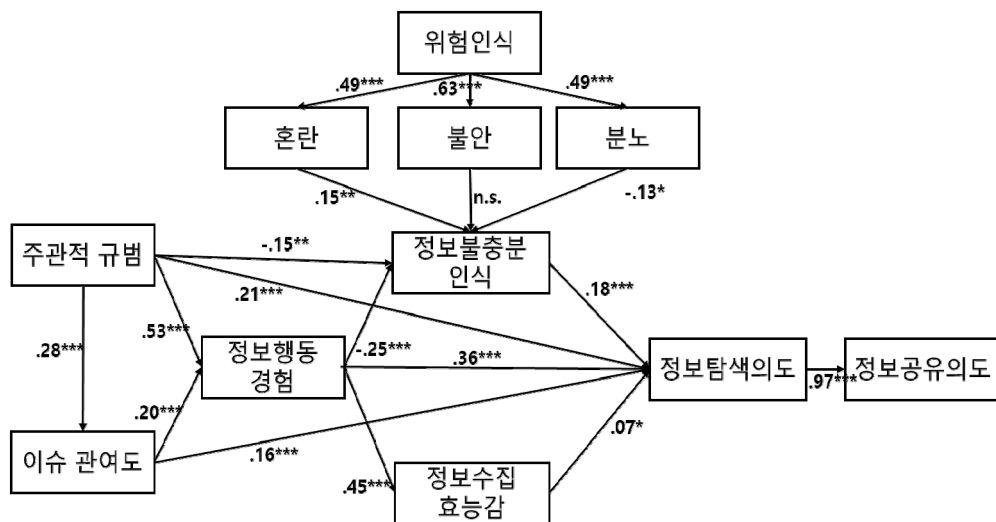 위험인식
.49***
.63***
.49***
혼란
불안
분노
.15**
n.s.
-.13*
주관적 규범
-.15**
정보불충분
인식
.21***
.18***
.53***
.28***
정보행동
경험
-.25***
.36***
정보탐색의도
.97***
정보공유의도
.20***
.07*
이슈 관여도
.16***
.45***
정보수집
효능감